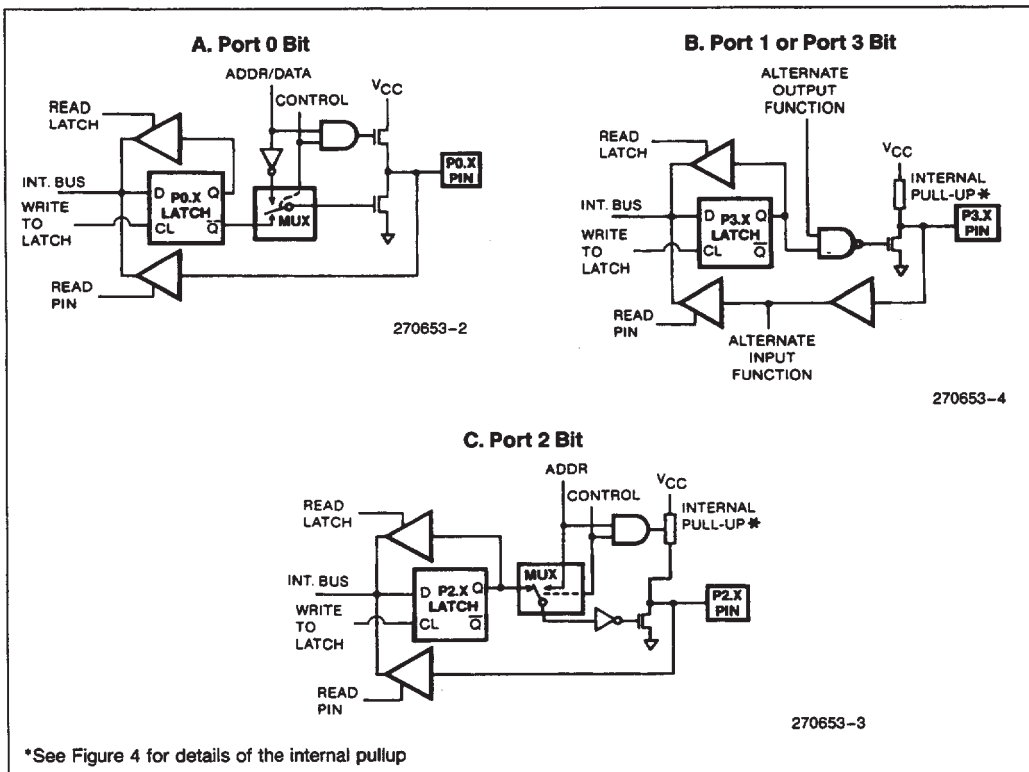 A. Port 0 Bit
ADDR/DATA
CONTROL
VCC
READ
LATCH
INT. BUS
WRITE
TO
LATCH
D P0.X Q
LATCH
CL Q̅
MUX
P0.X
PIN
READ
PIN
270653-2
B. Port 1 or Port 3 Bit
ALTERNATE
OUTPUT
FUNCTION
READ
LATCH
VCC
INTERNAL
PULL-UP *
INT. BUS
WRITE
TO
LATCH
D P3.X Q
LATCH
CL Q̅
P3.X
PIN
READ
PIN
ALTERNATE
INPUT
FUNCTION
270653-4
C. Port 2 Bit
ADDR
CONTROL
VCC
INTERNAL
PULL-UP *
READ
LATCH
INT. BUS
WRITE
TO
LATCH
D P2.X Q
LATCH
CL Q̅
MUX
P2.X
PIN
READ
PIN
270653-3
*See Figure 4 for details of the internal pullup